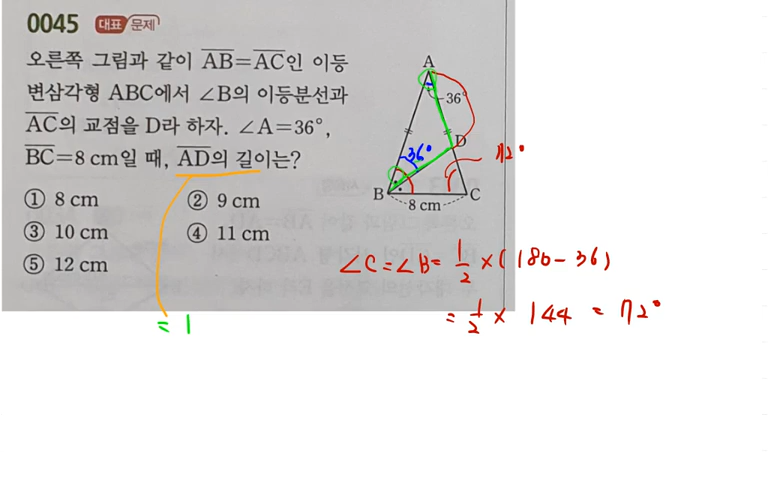 0045 대표 문제
오른쪽 그림과 같이 AB=AC인 이등
변삼각형 ABC에서 ∠B의 이등분선과
AC의 교점을 D라 하자. ∠A=36°,
BC=8 cm일 때, AD의 길이는?
① 8 cm ② 9 cm
③ 10 cm ④ 11 cm
⑤ 12 cm
A
36°
D
36°
72°
B
C
8 cm
∠C=∠B= 1/2 ×(180-36)
= 1/2 × 144 = 72°
= 1